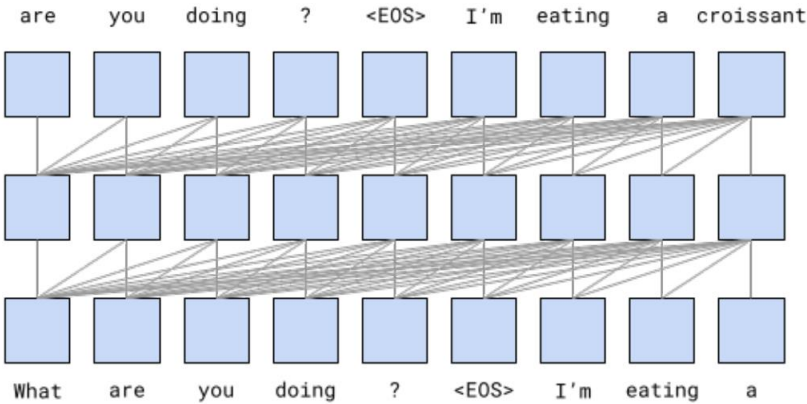 are you doing ? <EOS> I'm eating a croissant
What are you doing ? <EOS> I'm eating a